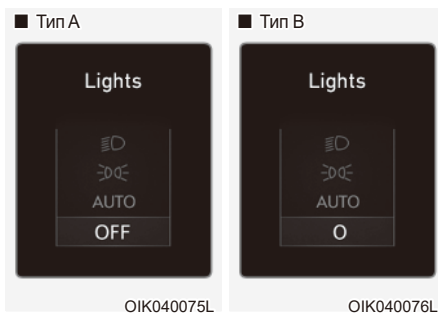 ■ Тип A
Lights
AUTO
OFF
OIK040075L
■ Тип B
Lights
AUTO
O
OIK040076L